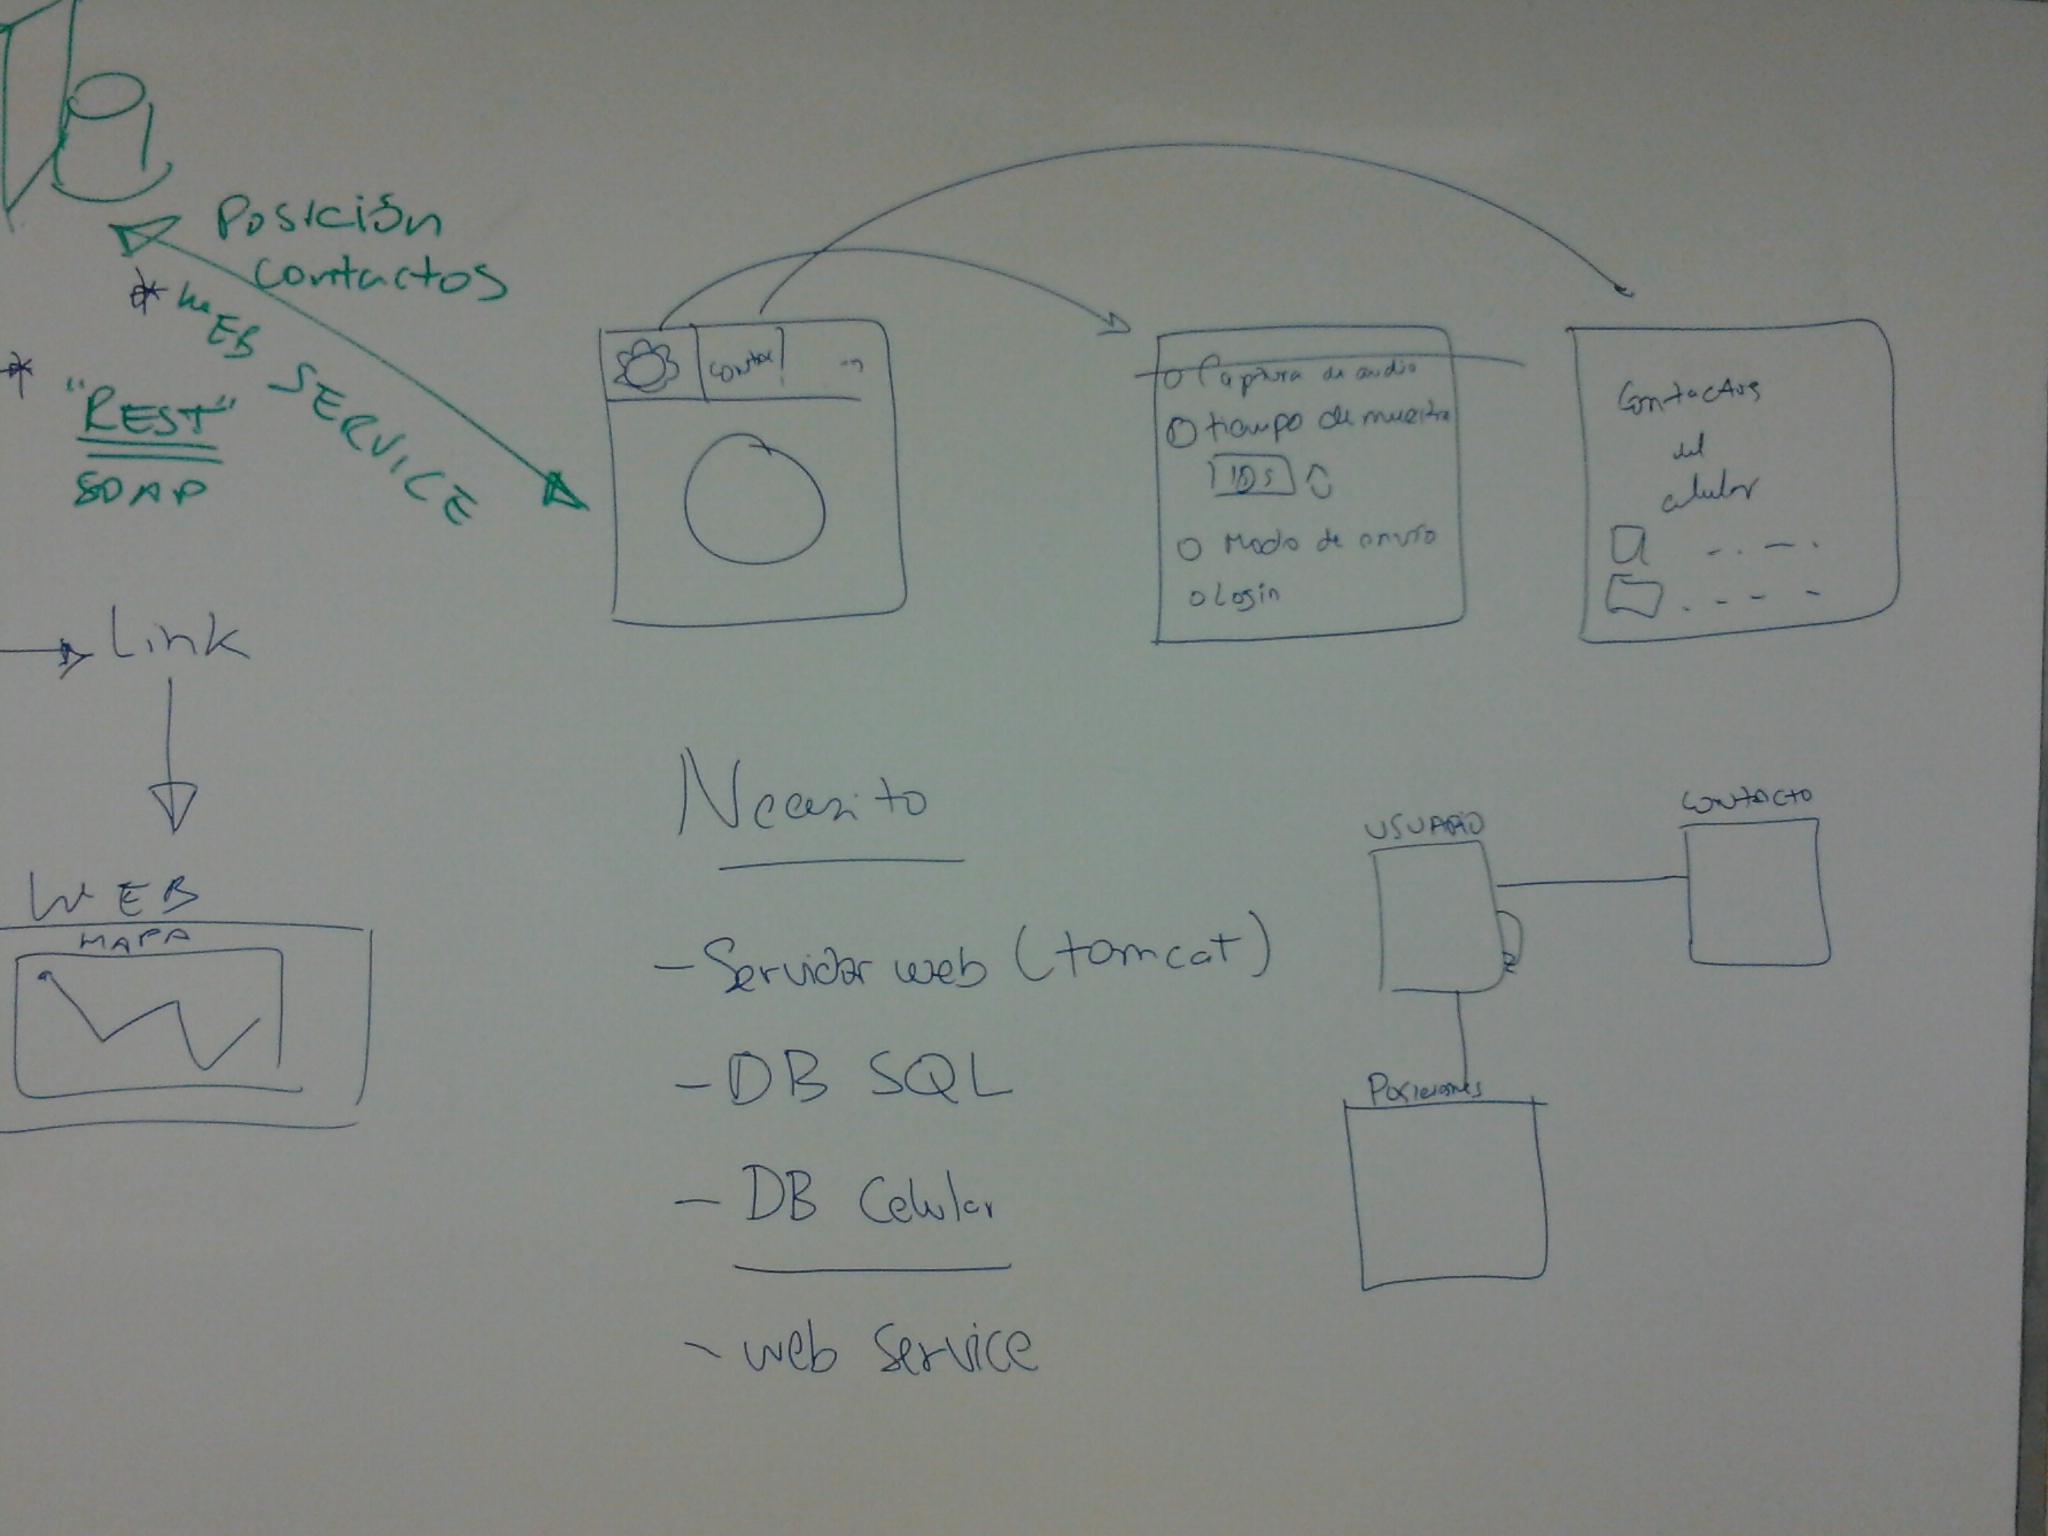 Posición
contactos
* WEB SERVICE
* "REST"
SOAP
Contac
Captura de audio
tiempo de muestra
10s
Modo de envío
Login
Contactos
del
celular
Link
WEB
MAPA
Necesito
- Servidor web (tomcat)
- DB SQL
- DB Celular
- web service
USUARIO
CONTACTO
Posiciones